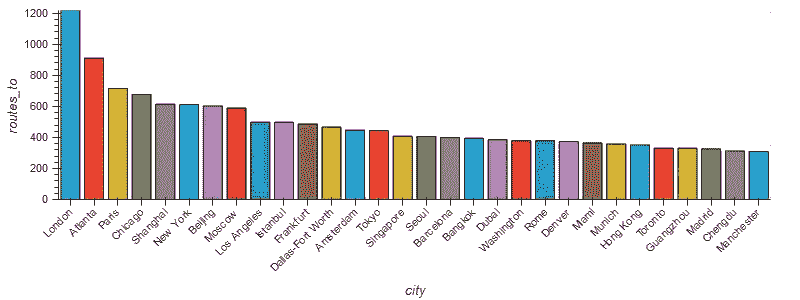 1200
1000
800
600
400
200
0
routes_to
London
Atlanta
Paris
Chicago
Shanghai
New York
Beijing
Moscow
Los Angeles
Istanbul
Frankfurt
Dallas-Fort Worth
Amsterdam
Tokyo
Singapore
Seoul
Barcelona
Bangkok
Dubai
Washington
Rome
Denver
Miami
Munich
Hong Kong
Toronto
Guangzhou
Madrid
Chengdu
Manchester
city